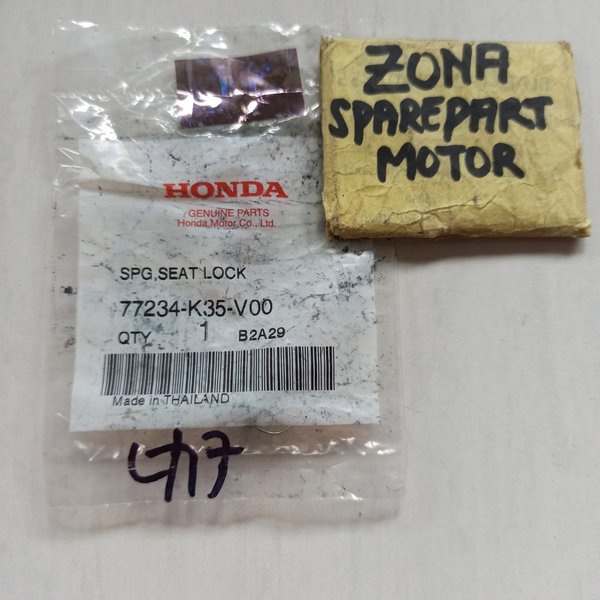 ZONA
SPAREPART
MOTOR
HONDA
GENUINE PARTS
Honda Motor Co., Ltd.
SPG,SEAT LOCK
77234-K35-V00
QTY 1 B2A29
Made in THAILAND